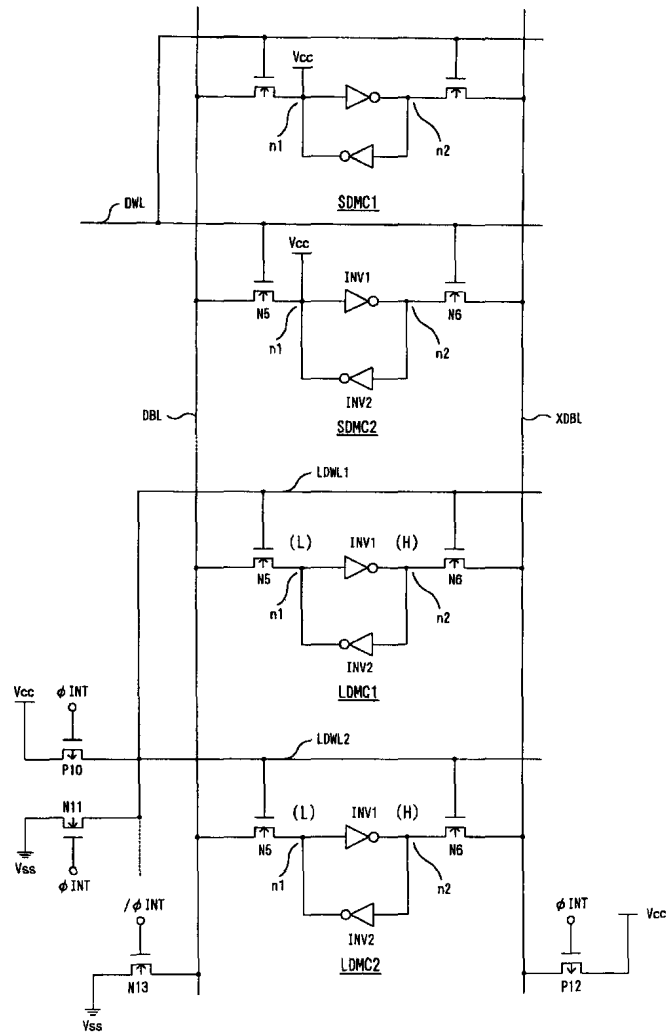 Vcc
n1
n2
SDMC1
DWL
Vcc
INV1
N5
N6
n1
n2
INV2
DBL
XDBL
SDMC2
LDWL1
(L)
INV1
(H)
N5
N6
n1
n2
INV2
LDMC1
Vcc
φINT
LDWL2
P10
(L)
INV1
(H)
N11
N5
N6
n1
n2
Vss
φINT
INV2
/φINT
φINT
Vcc
LDMC2
N13
P12
Vss